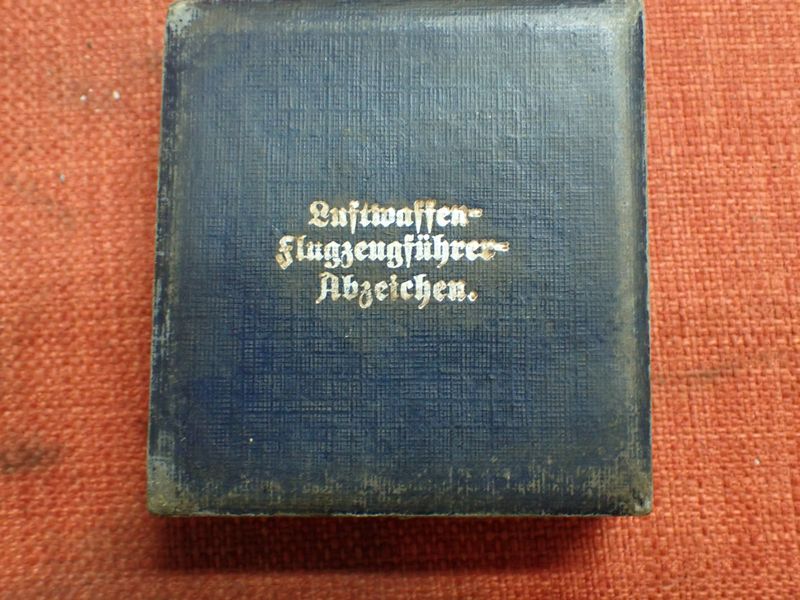 Luftwaffen-
Flugzeugführer-
Abzeichen.